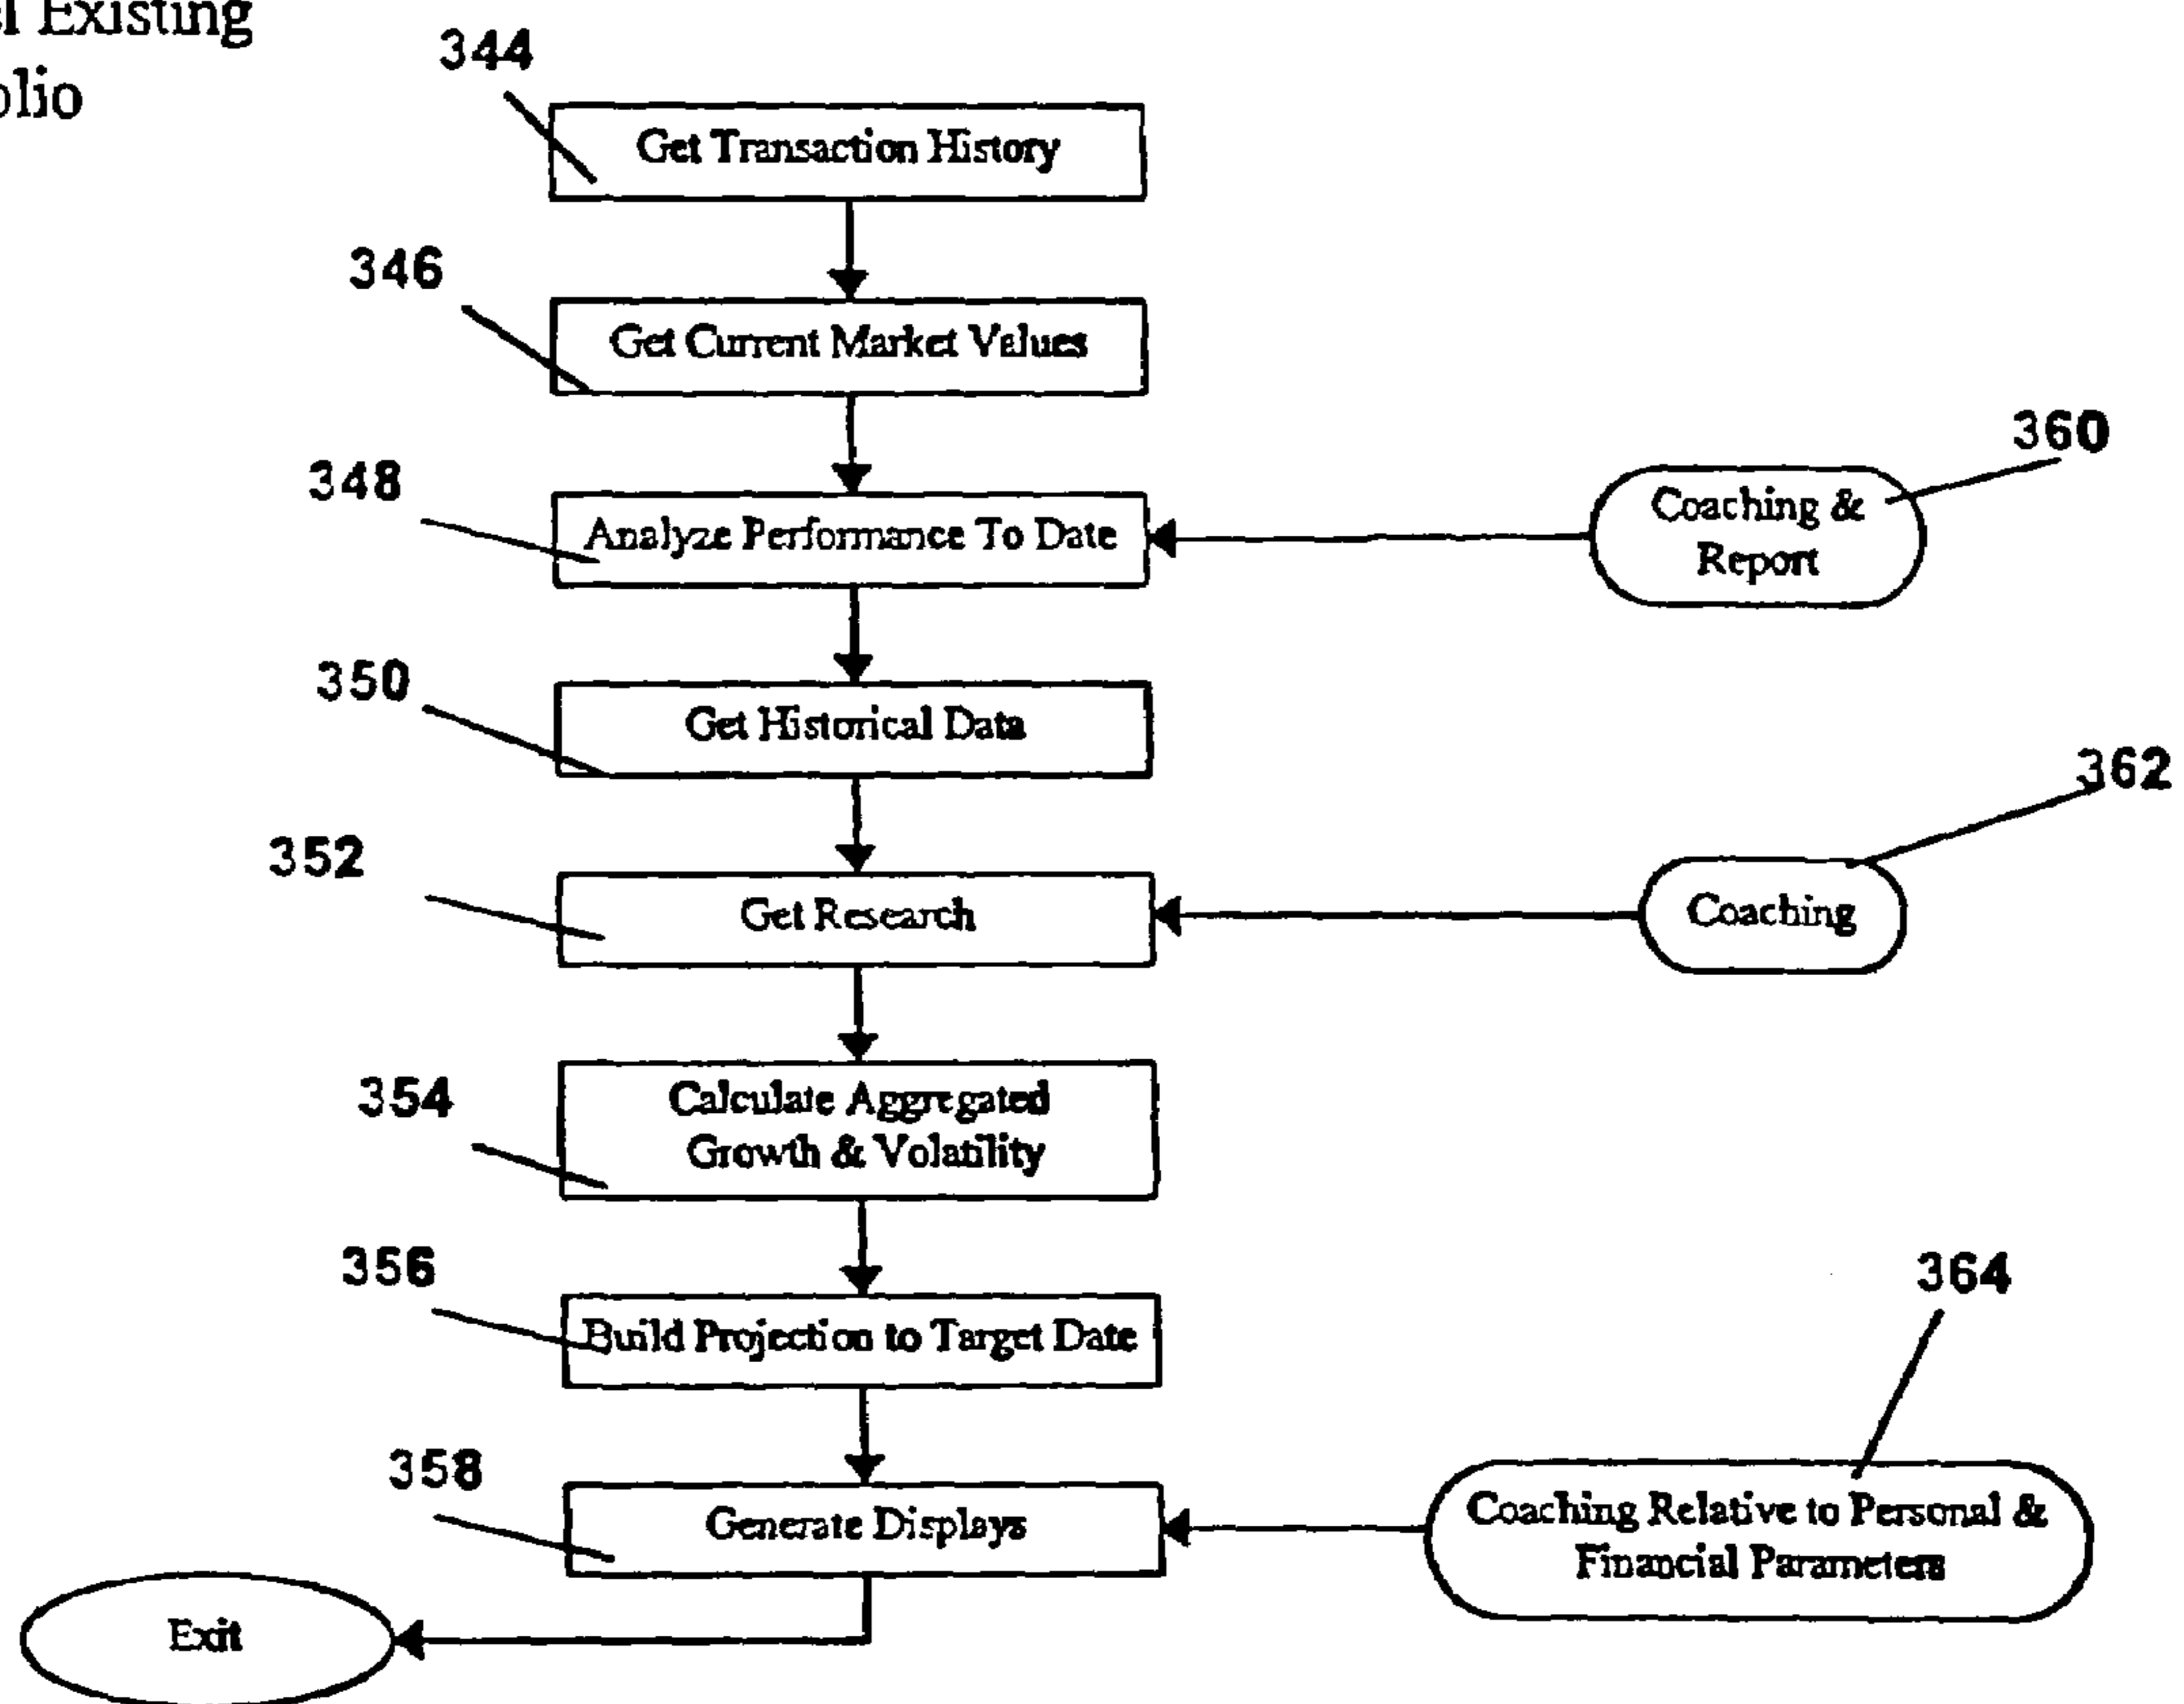 Existing
olio
344
Get Transaction History
346
Get Current Market Values
348
Analyze Performance To Date
360
Coaching &
Report
350
Get Historical Data
362
352
Get Research
Coaching
354
Calculate Aggregated
Growth & Volatility
356
Build Projection to Target Date
364
358
Generate Displays
Coaching Relative to Personal &
Financial Parameters
Exit